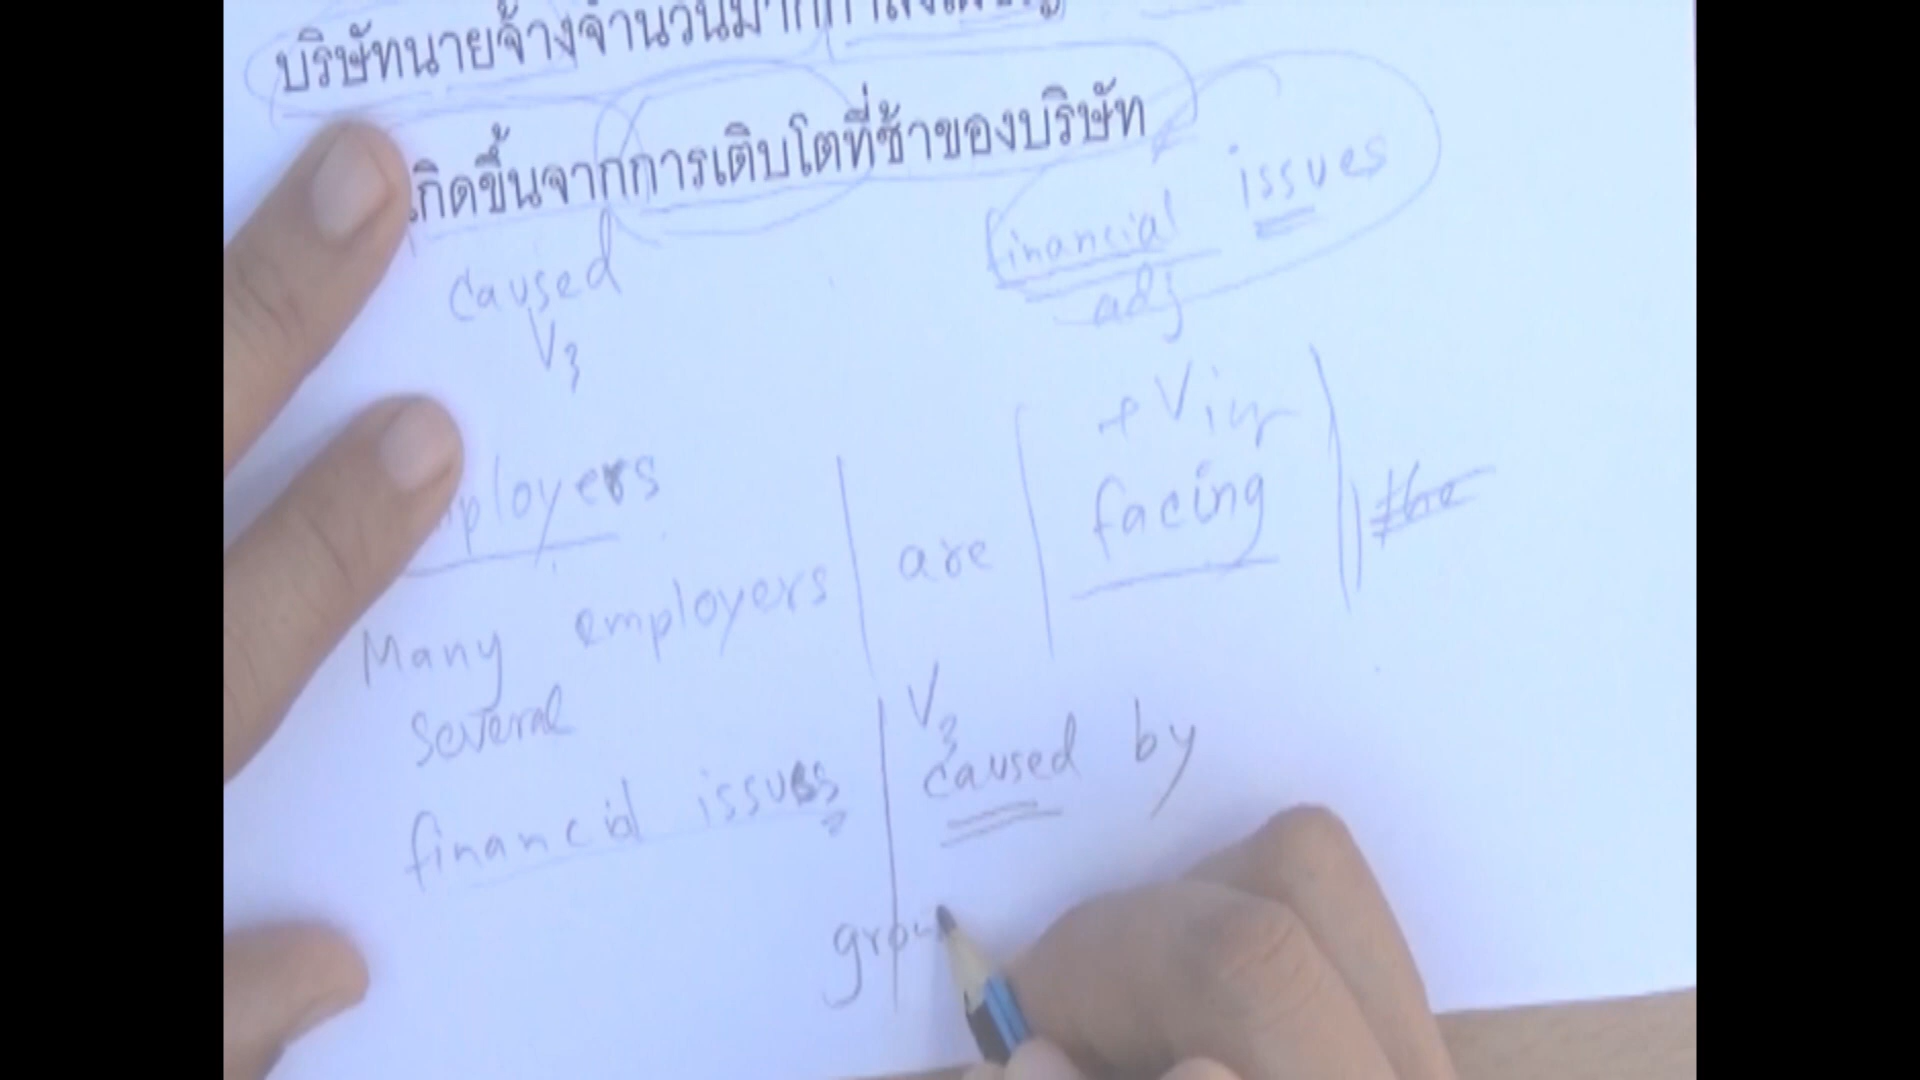 บริษัทนายจ้างจำนวนมาก
เกิดขึ้นจากการเติบโตที่ช้าของบริษัท
financial issues
adj
caused
V3
+ Ving
ployers
Many employers are facing the
several
V3
financial issues caused by
grow